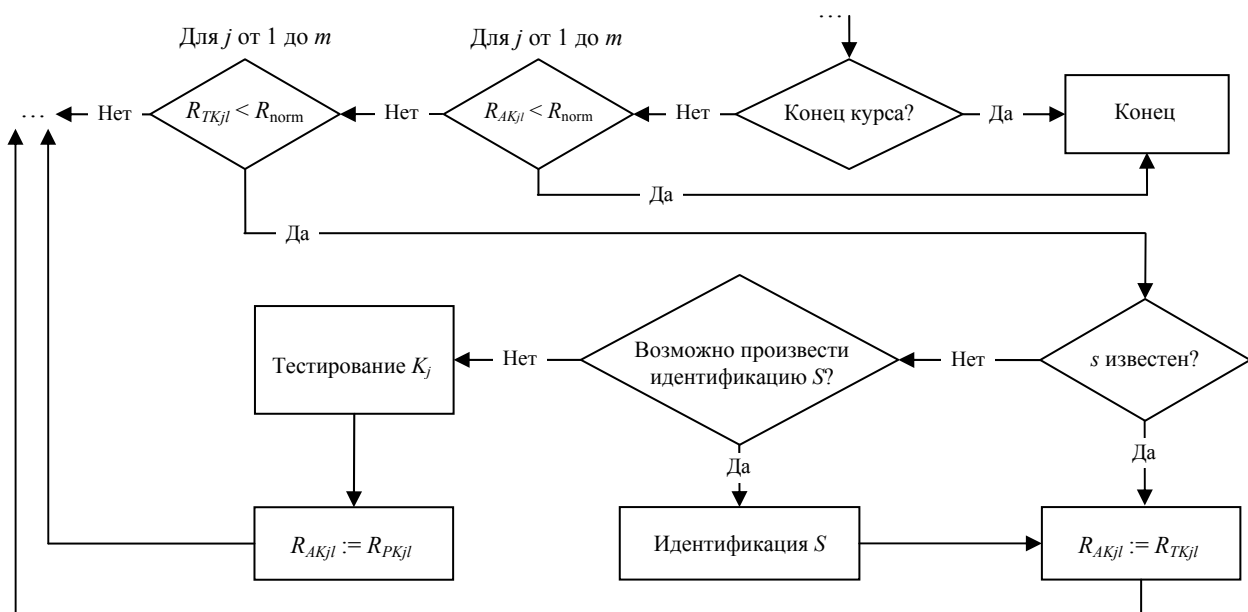 …
Для j от 1 до m
Для j от 1 до m
… Нет R_TKjl < R_norm Нет R_AKjl < R_norm Нет Конец курса? Да Конец
Да
Да
Тестирование K_j Нет Возможно произвести
идентификацию S? Нет s известен?
Да
Да
R_AKjl := R_PKjl
Идентификация S
R_AKjl := R_TKjl